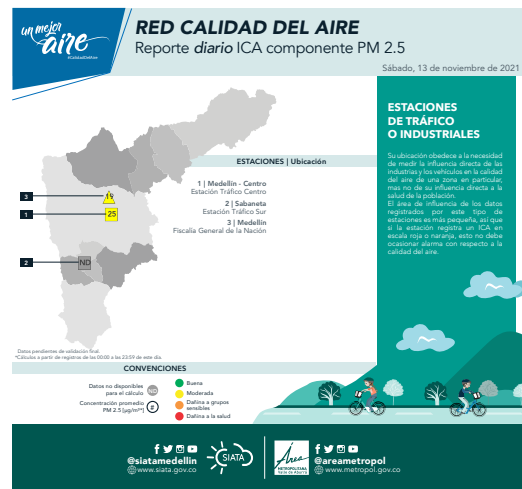 un mejor
aire
#CalidadDelAire
RED CALIDAD DEL AIRE
Reporte diario ICA componente PM 2.5
Sábado, 13 de noviembre de 2021
ESTACIONES | Ubicación
1 | Medellín - Centro
Estación Tráfico Centro
2 | Sabaneta
Estación Tráfico Sur
3 | Medellín
Fiscalía General de la Nación
3
19
1
25
2
ND
ESTACIONES
DE TRÁFICO
O INDUSTRIALES
Su ubicación obedece a la necesidad
de medir la influencia directa de las
industrias y los vehículos en la calidad
del aire de una zona en particular,
mas no de su influencia directa a la
salud de la población.
El área de influencia de los datos
registrados por este tipo de
estaciones es más pequeña, así que
si la estación registra un ICA en
escala roja o naranja, esto no debe
ocasionar alarma con respecto a la
calidad del aire.
Datos pendientes de validación final.
*Cálculos a partir de registros de las 00:00 a las 23:59 de este día.
CONVENCIONES
Datos no disponibles
para el cálculo
ND
Concentración promedio
PM 2.5 [µg/m³*]
#
Buena
Moderada
Dañina a grupos
sensibles
Dañina a la salud
@siatamedellin
www.siata.gov.co
SIATA
Área
METROPOLITANA
Valle de Aburrá
@areametropol
www.metropol.gov.co